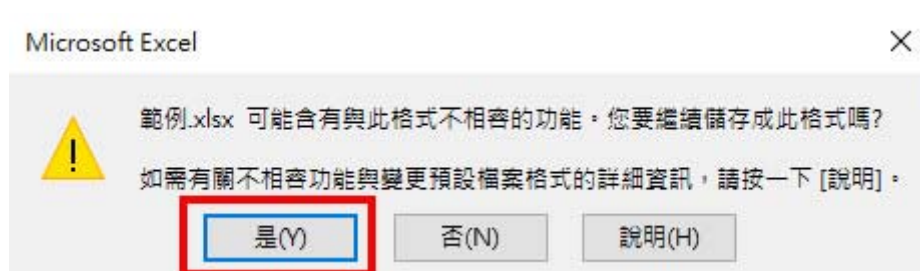 Microsoft Excel
範例.xlsx 可能含有與此格式不相容的功能。您要繼續儲存成此格式嗎?
如需有關不相容功能與變更預設檔案格式的詳細資訊，請按一下 [說明]。
是(Y) 否(N) 說明(H)